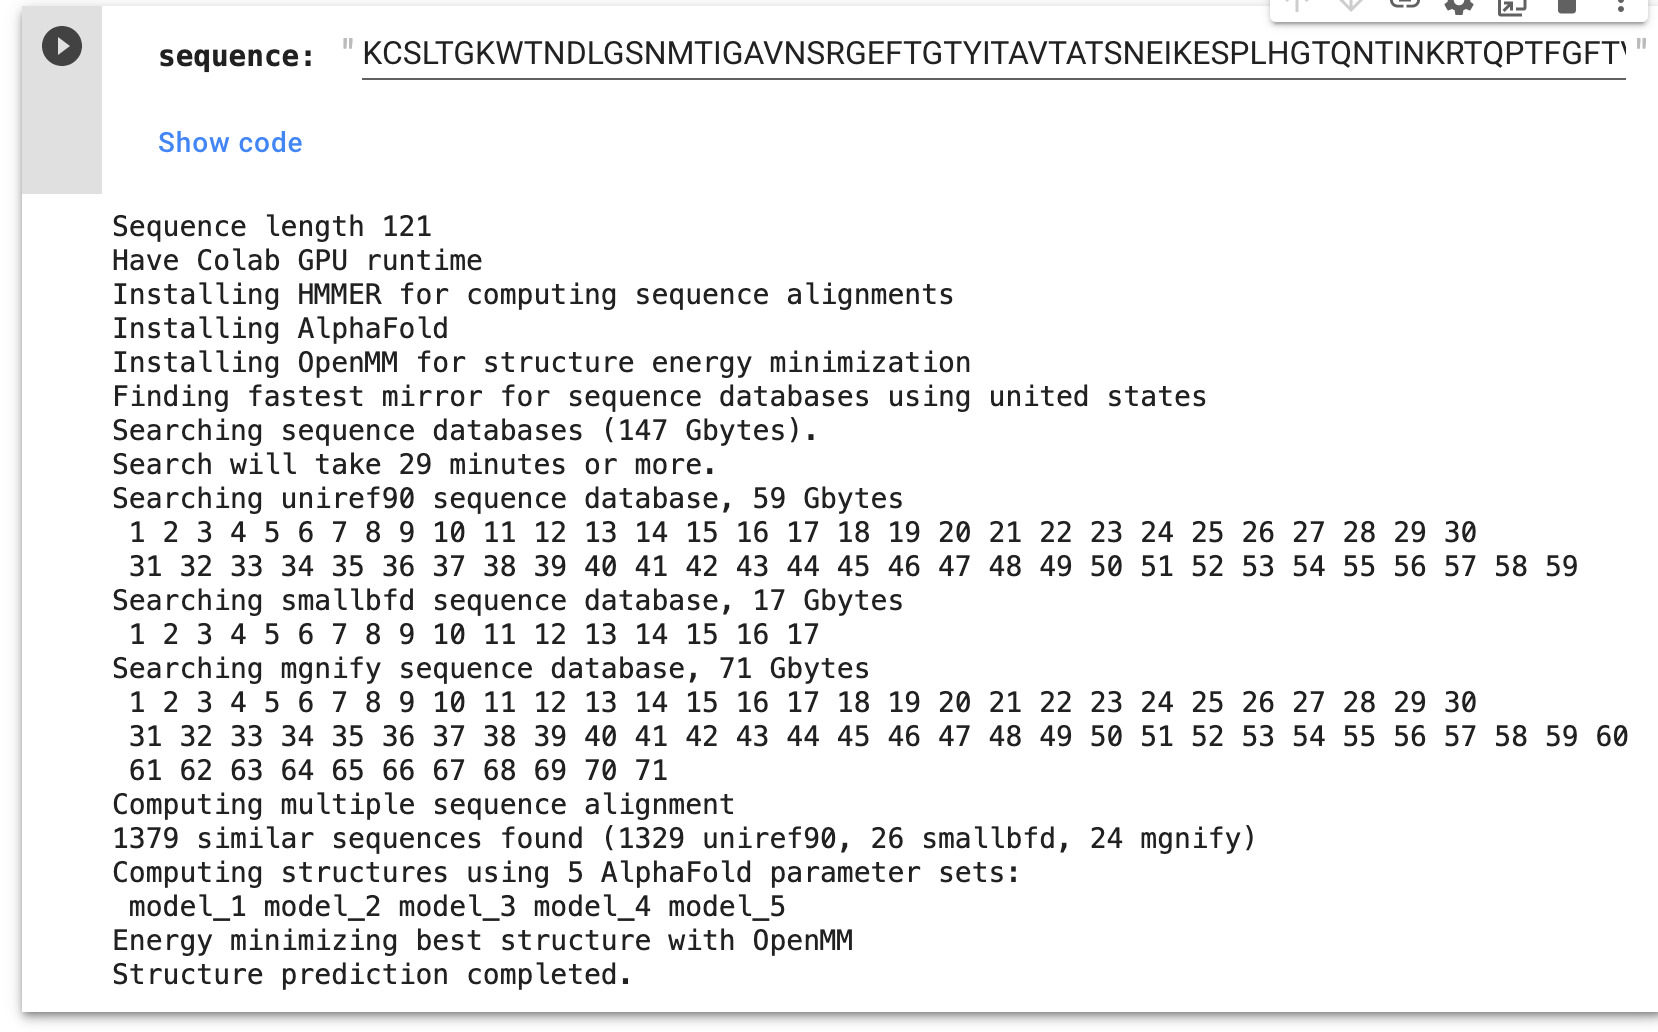 sequence: " KCSLTGKWTNDLGSNMTIGAVNSRGEFTGTYITAVTATSNEIKESPLHGTQNTINKRTQPTFGFT "
Show code
Sequence length 121
Have Colab GPU runtime
Installing HMMER for computing sequence alignments
Installing AlphaFold
Installing OpenMM for structure energy minimization
Finding fastest mirror for sequence databases using united states
Searching sequence databases (147 Gbytes).
Search will take 29 minutes or more.
Searching uniref90 sequence database, 59 Gbytes
1 2 3 4 5 6 7 8 9 10 11 12 13 14 15 16 17 18 19 20 21 22 23 24 25 26 27 28 29 30
31 32 33 34 35 36 37 38 39 40 41 42 43 44 45 46 47 48 49 50 51 52 53 54 55 56 57 58 59
Searching smallbfd sequence database, 17 Gbytes
1 2 3 4 5 6 7 8 9 10 11 12 13 14 15 16 17
Searching mgnify sequence database, 71 Gbytes
1 2 3 4 5 6 7 8 9 10 11 12 13 14 15 16 17 18 19 20 21 22 23 24 25 26 27 28 29 30
31 32 33 34 35 36 37 38 39 40 41 42 43 44 45 46 47 48 49 50 51 52 53 54 55 56 57 58 59 60
61 62 63 64 65 66 67 68 69 70 71
Computing multiple sequence alignment
1379 similar sequences found (1329 uniref90, 26 smallbfd, 24 mgnify)
Computing structures using 5 AlphaFold parameter sets:
model_1 model_2 model_3 model_4 model_5
Energy minimizing best structure with OpenMM
Structure prediction completed.